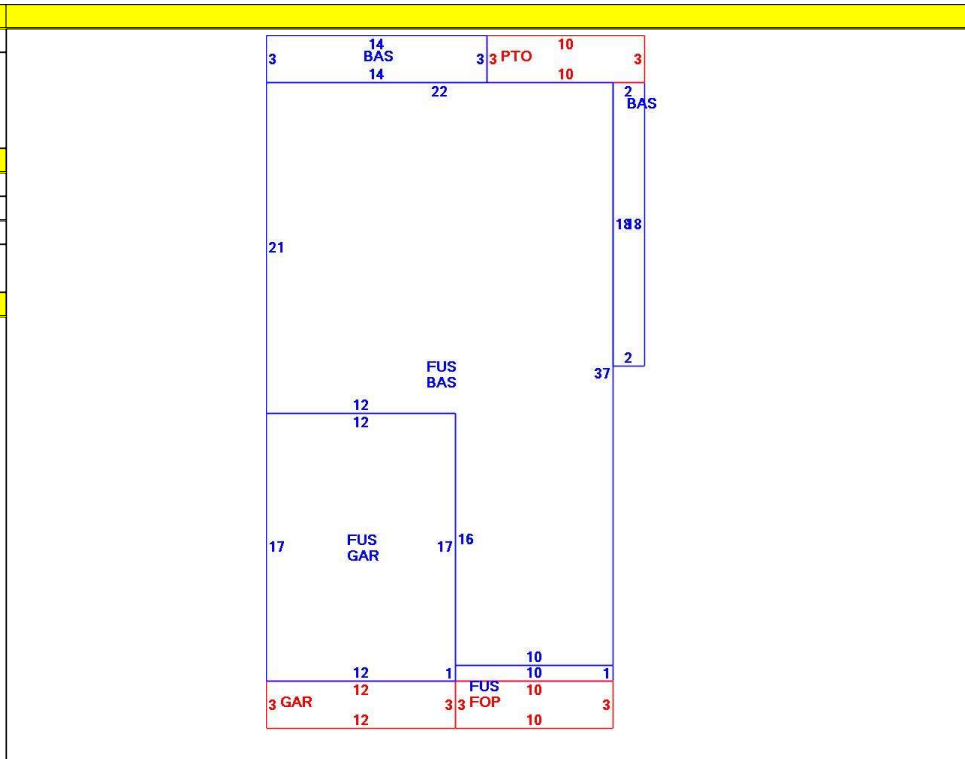 14 10
3 BAS 3 3 PTO 3
14 10
22 2
BAS
21 18 18
2
FUS 37
BAS
12
12
FUS 16
17 GAR 17
10
12 1 10 1
12 FUS 10
3 GAR 3 3 FOP 3
12 10